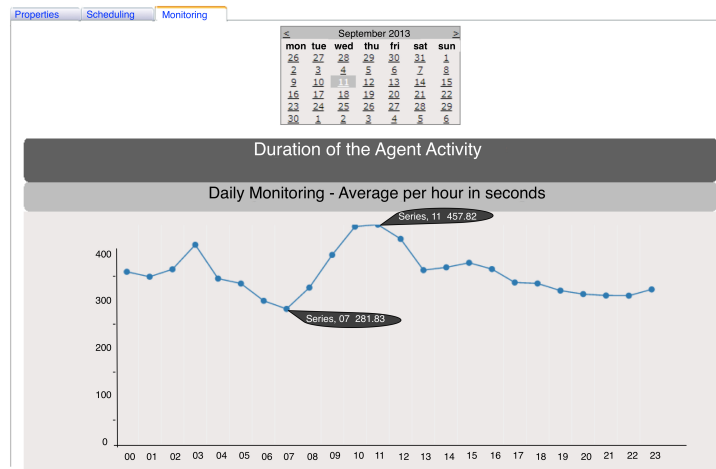 Properties Scheduling Monitoring
< September 2013 >
mon tue wed thu fri sat sun
26 27 28 29 30 31 1
2 3 4 5 6 7 8
9 10 11 12 13 14 15
16 17 18 19 20 21 22
23 24 25 26 27 28 29
30 1 2 3 4 5 6
Duration of the Agent Activity
Daily Monitoring - Average per hour in seconds
Series, 11 457.82
400
300
Series, 07 281.83
200
100
0
00 01 02 03 04 05 06 07 08 09 10 11 12 13 14 15 16 17 18 19 20 21 22 23